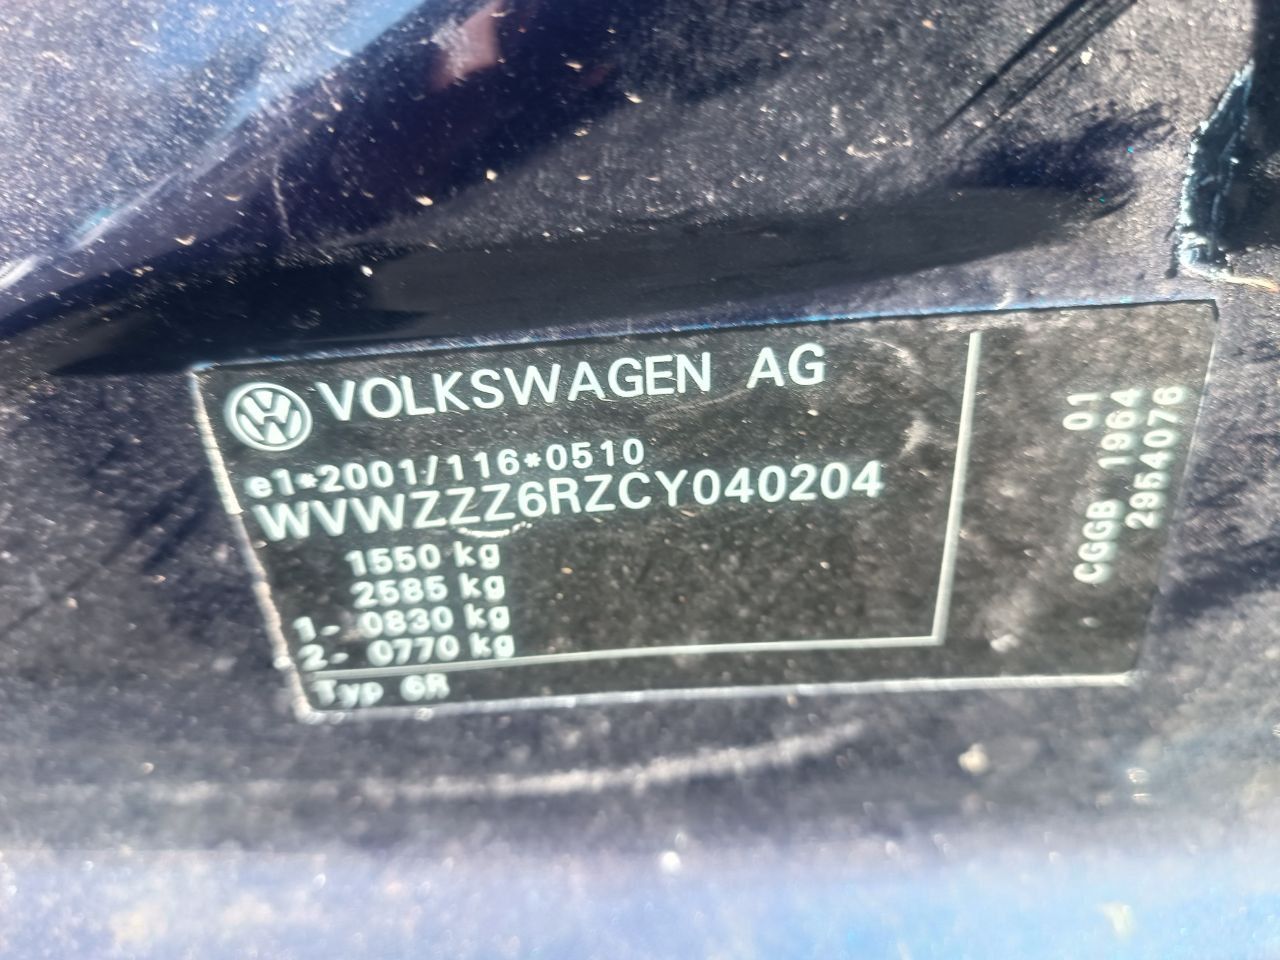 VOLKSWAGEN AG
e1*2001/116*0510
WVWZZZ6RZCY040204
1550 kg
2585 kg
1- 0830 kg
2- 0770 kg
Typ 6R
01
CGGB 1964
2954076